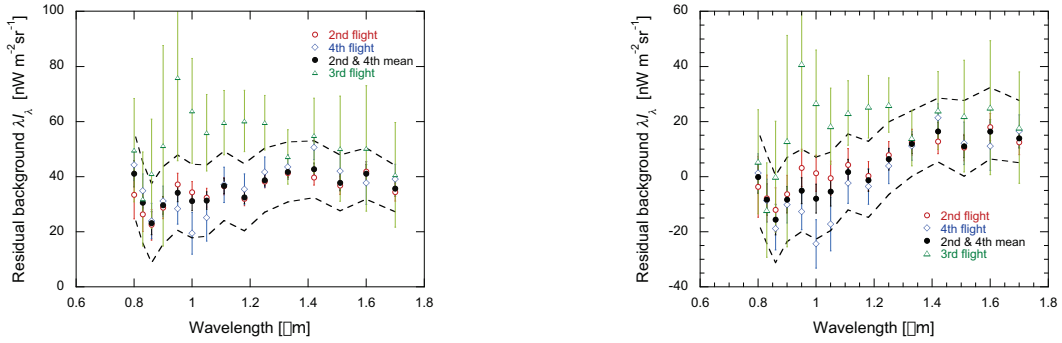 Residual background λI_λ [nW m⁻²sr⁻¹]
100
80
60
40
20
0
0.6
0.8
1
1.2
1.4
1.6
1.8
Wavelength [□m]
2nd flight
4th flight
2nd & 4th mean
3rd flight
Residual background λI_λ [nW m⁻²sr⁻¹]
60
40
20
0
-20
-40
0.6
0.8
1
1.2
1.4
1.6
1.8
Wavelength [□m]
2nd flight
4th flight
2nd & 4th mean
3rd flight